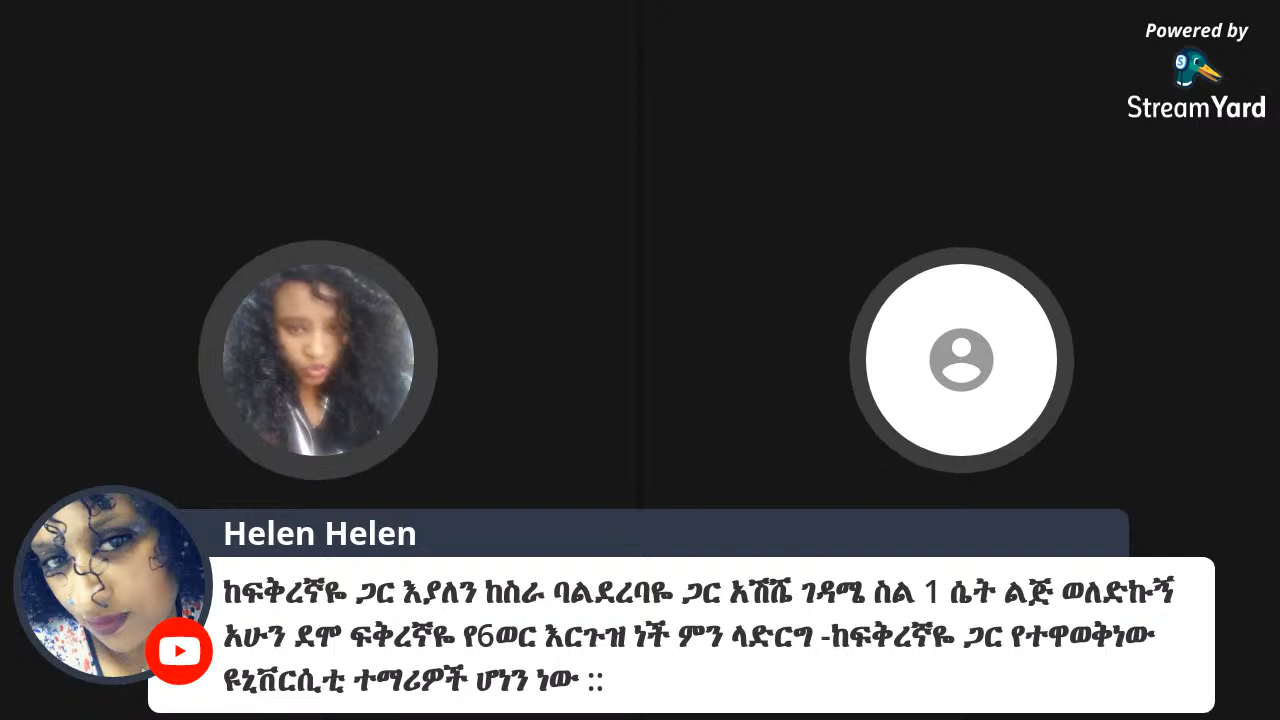 Powered by
StreamYard
Helen Helen
ከፍቅረኛዬ ጋር እያለን ከስራ ባልደረባዬ ጋር አሽሼ ገዳሜ ስል 1 ሴት ልጅ ወለድኩኝ
አሁን ደሞ ፍቅረኛዬ የ6ወር እርጉዝ ነች ምን ላድርግ -ከፍቅረኛዬ ጋር የተዋወቅነው
ዩኒቨርሲቲ ተማሪዎች ሆነን ነው ::